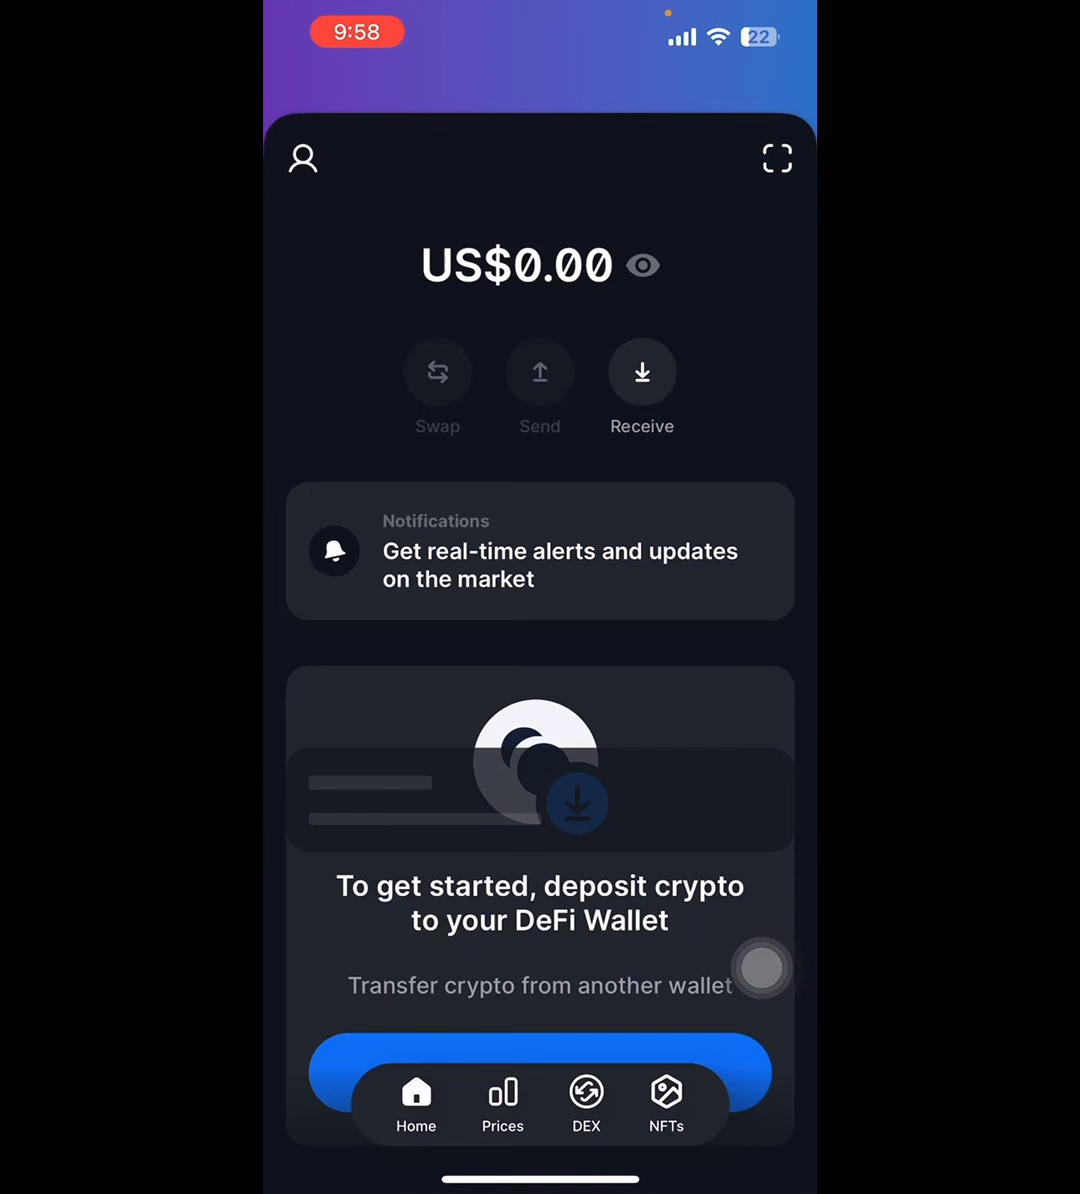 9:58
22
US$0.00
Swap
Send
Receive
Notifications
Get real-time alerts and updates
on the market
To get started, deposit crypto
to your DeFi Wallet
Transfer crypto from another wallet
Home
Prices
DEX
NFTs